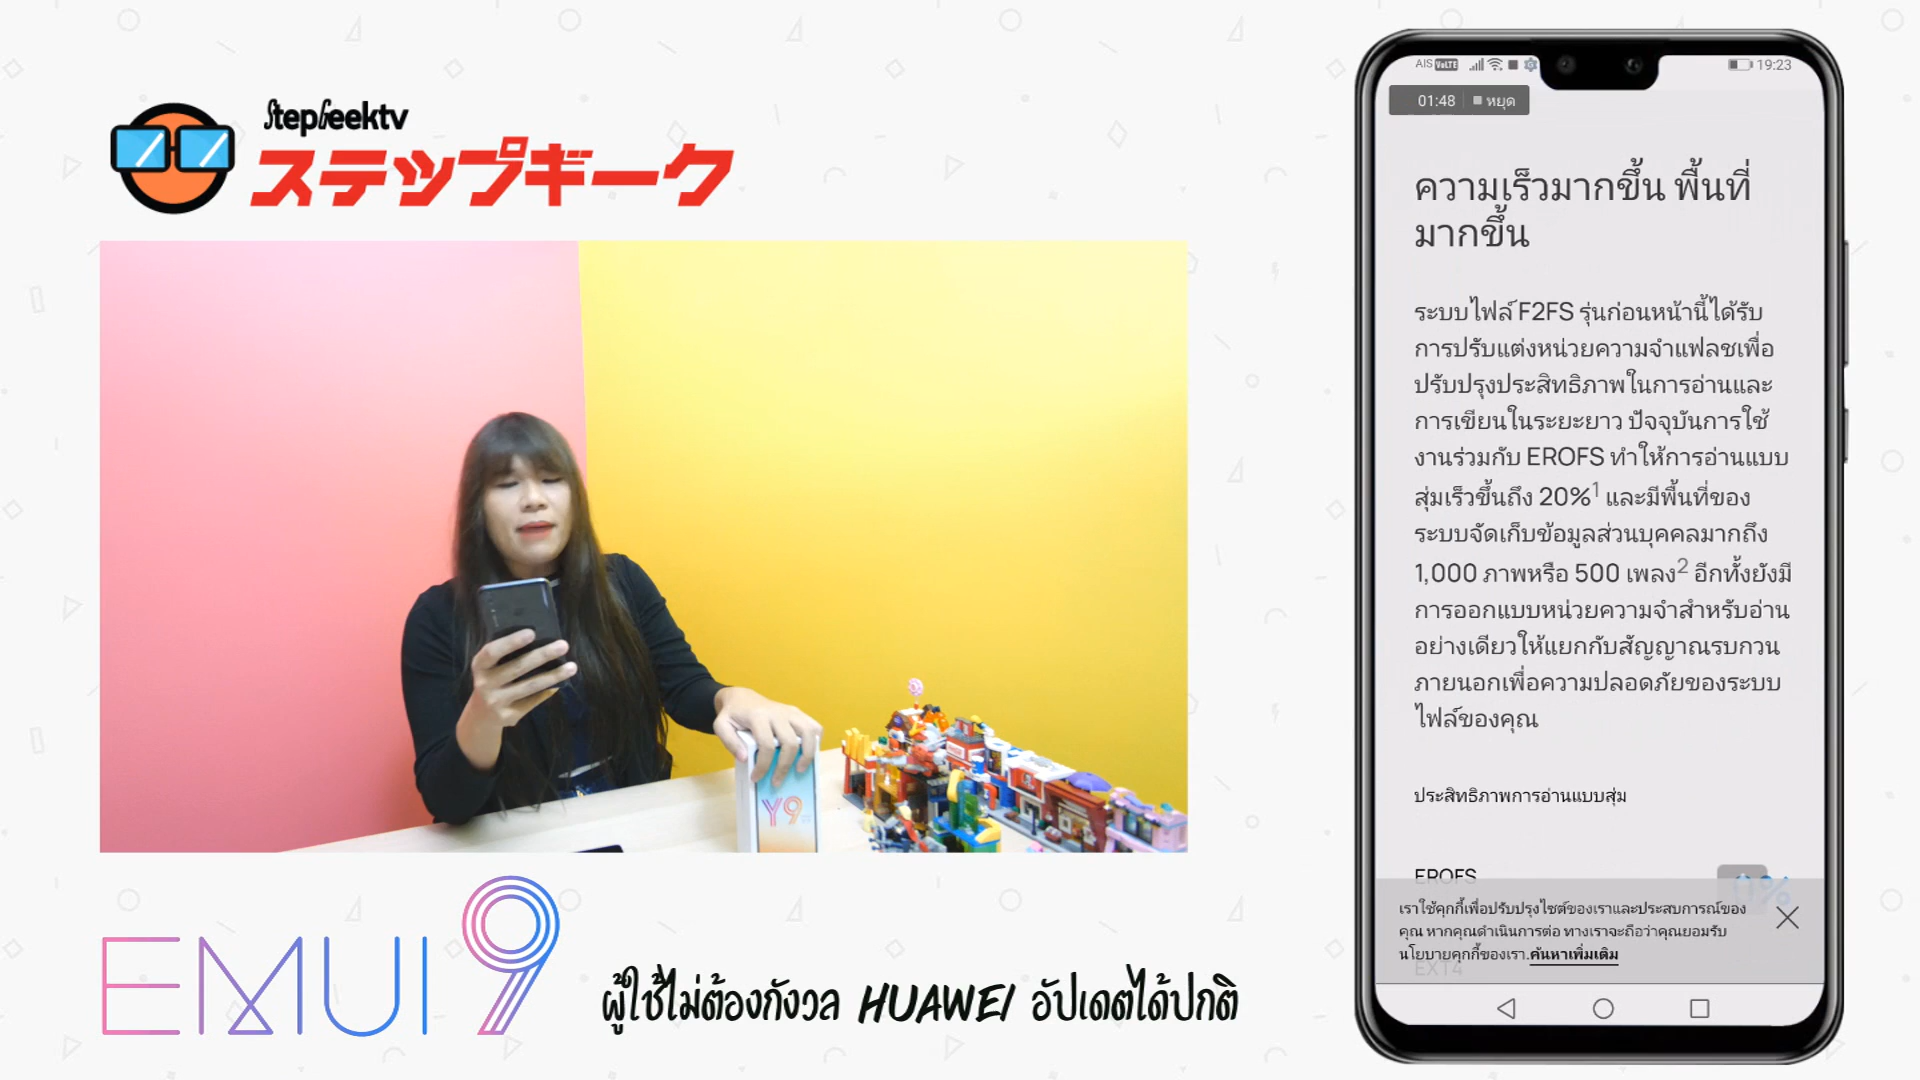 StepGeektv
ステップギーク
Y9
EMUI 9
ผู้ใช้ไม่ต้องกังวล HUAWEI อัปเดตได้ปกติ
AIS VoLTE
19:23
01:48 หยุด
ความเร็วมากขึ้น พื้นที่
มากขึ้น
ระบบไฟล์ F2FS รุ่นก่อนหน้านี้ได้รับ
การปรับแต่งหน่วยความจำแฟลชเพื่อ
ปรับปรุงประสิทธิภาพในการอ่านและ
การเขียนในระยะยาว ปัจจุบันการใช้
งานร่วมกับ EROFS ทำให้การอ่านแบบ
สุ่มเร็วขึ้นถึง 20%1 และมีพื้นที่ของ
ระบบจัดเก็บข้อมูลส่วนบุคคลมากถึง
1,000 ภาพหรือ 500 เพลง2 อีกทั้งยังมี
การออกแบบหน่วยความจำสำหรับอ่าน
อย่างเดียวให้แยกกับสัญญาณรบกวน
ภายนอกเพื่อความปลอดภัยของระบบ
ไฟล์ของคุณ
ประสิทธิภาพการอ่านแบบสุ่ม
EROFS
เราใช้คุกกี้เพื่อปรับปรุงไซต์ของเราและประสบการณ์ของ
คุณ หากคุณดำเนินการต่อ ทางเราจะถือว่าคุณยอมรับ
นโยบายคุกกี้ของเรา.ค้นหาเพิ่มเติม
EXT4